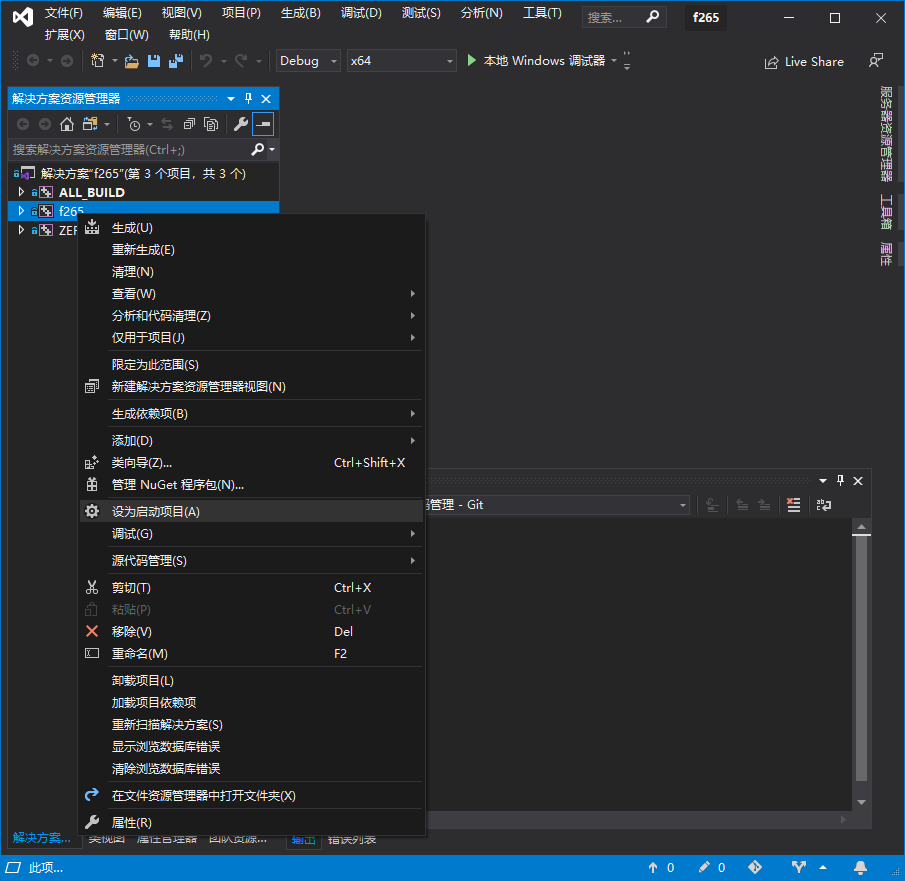 文件(F) 编辑(E) 视图(V) 项目(P) 生成(B) 调试(D) 测试(S) 分析(N) 工具(T) 搜索... f265
扩展(X) 窗口(W) 帮助(H)
Debug x64 本地 Windows 调试器 Live Share
服务器资源管理器
工具箱
属性
解决方案资源管理器
搜索解决方案资源管理器(Ctrl+;)
解决方案"f265"(第 3 个项目，共 3 个)
ALL_BUILD
f265
生成(U)
重新生成(E)
清理(N)
查看(W)
分析和代码清理(Z)
仅用于项目(J)
限定为此范围(S)
新建解决方案资源管理器视图(N)
生成依赖项(B)
添加(D)
类向导(Z)... Ctrl+Shift+X
管理 NuGet 程序包(N)...
管理 - Git
设为启动项目(A)
调试(G)
源代码管理(S)
剪切(T) Ctrl+X
粘贴(P) Ctrl+V
移除(V) Del
重命名(M) F2
卸载项目(L)
加载项目依赖项
重新扫描解决方案(S)
显示浏览数据库错误
清除浏览数据库错误
在文件资源管理器中打开文件夹(X)
属性(R)
解决方案... 类视图 属性管理器 团队资源... 输出 错误列表
此项... 0 0